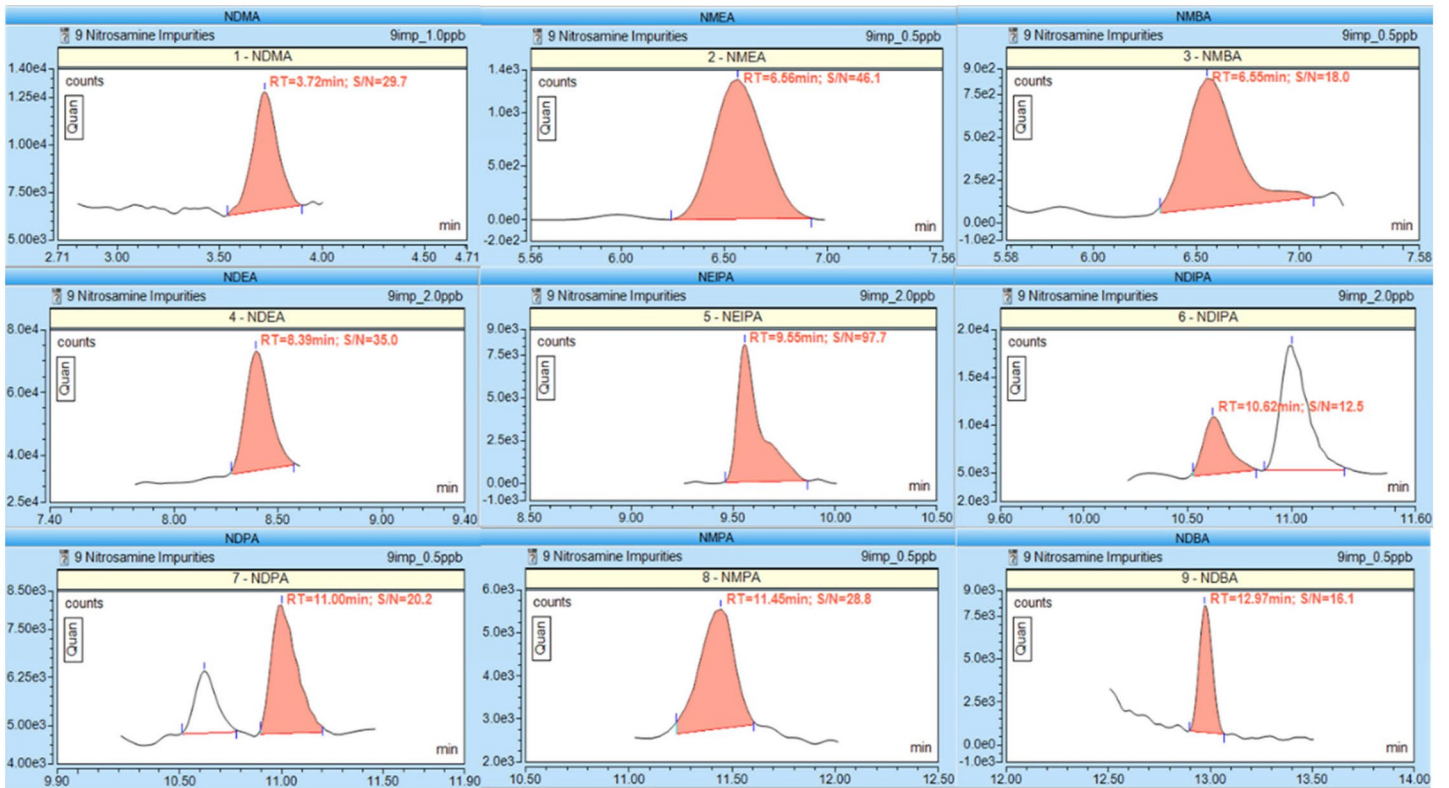 NDMA
9 Nitrosamine Impurities 9imp_1.0ppb
1 - NDMA
1.40e4
counts
RT=3.72min; S/N=29.7
1.25e4
Quan
1.00e4
7.50e3
min
5.00e3
2.71 3.00 3.50 4.00 4.50 4.71
NMEA
9 Nitrosamine Impurities 9imp_0.5ppb
2 - NMEA
1.4e3
counts
RT=6.56min; S/N=46.1
Quan
1.0e3
5.0e2
0.0e0
min
-2.0e2
5.56 6.00 6.50 7.00 7.56
NMBA
9 Nitrosamine Impurities 9imp_0.5ppb
3 - NMBA
9.0e2
counts
RT=6.55min; S/N=18.0
7.5e2
Quan
5.0e2
2.5e2
0.0e0
min
-1.0e2
5.58 6.00 6.50 7.00 7.58
NDEA
9 Nitrosamine Impurities 9imp_2.0ppb
4 - NDEA
8.0e4
counts
RT=8.39min; S/N=35.0
Quan
6.0e4
4.0e4
min
2.5e4
7.40 8.00 8.50 9.00 9.40
NEIPA
9 Nitrosamine Impurities 9imp_2.0ppb
5 - NEIPA
9.0e3
counts
RT=9.55min; S/N=97.7
7.5e3
Quan
5.0e3
2.5e3
0.0e0
min
-1.0e3
8.50 9.00 9.50 10.00 10.50
NDIPA
9 Nitrosamine Impurities 9imp_2.0ppb
6 - NDIPA
2.0e4
counts
Quan
1.5e4
RT=10.62min; S/N=12.5
1.0e4
5.0e3
min
2.0e3
9.60 10.00 10.50 11.00 11.60
NDPA
9 Nitrosamine Impurities 9imp_0.5ppb
7 - NDPA
8.50e3
counts
RT=11.00min; S/N=20.2
7.50e3
Quan
6.25e3
5.00e3
min
4.00e3
9.90 10.50 11.00 11.50 11.90
NMPA
9 Nitrosamine Impurities 9imp_0.5ppb
8 - NMPA
6.0e3
counts
RT=11.45min; S/N=28.8
5.0e3
Quan
4.0e3
3.0e3
min
2.0e3
10.50 11.00 11.50 12.00 12.50
NDBA
9 Nitrosamine Impurities 9imp_0.5ppb
9 - NDBA
9.0e3
counts
RT=12.97min; S/N=16.1
7.5e3
Quan
5.0e3
2.5e3
0.0e0
min
-1.0e3
12.00 12.50 13.00 13.50 14.00